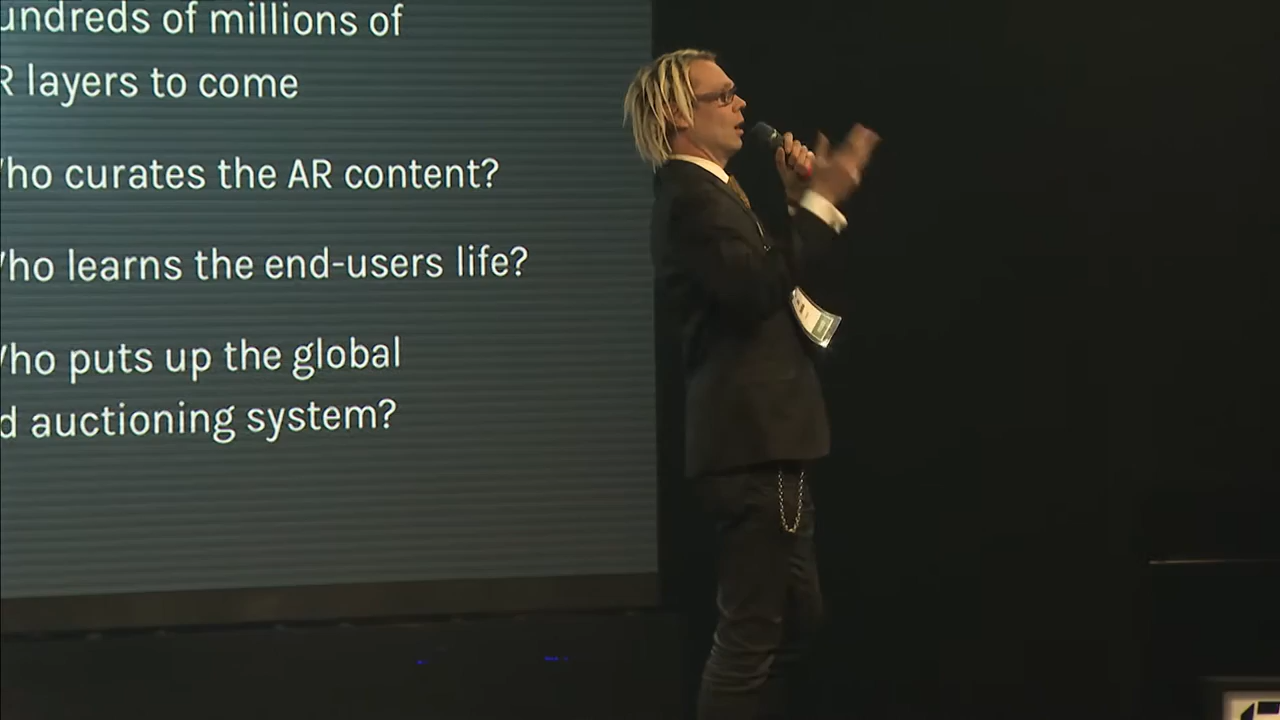 undreds of millions of
R layers to come
ho curates the AR content?
ho learns the end-users life?
ho puts up the global
d auctioning system?